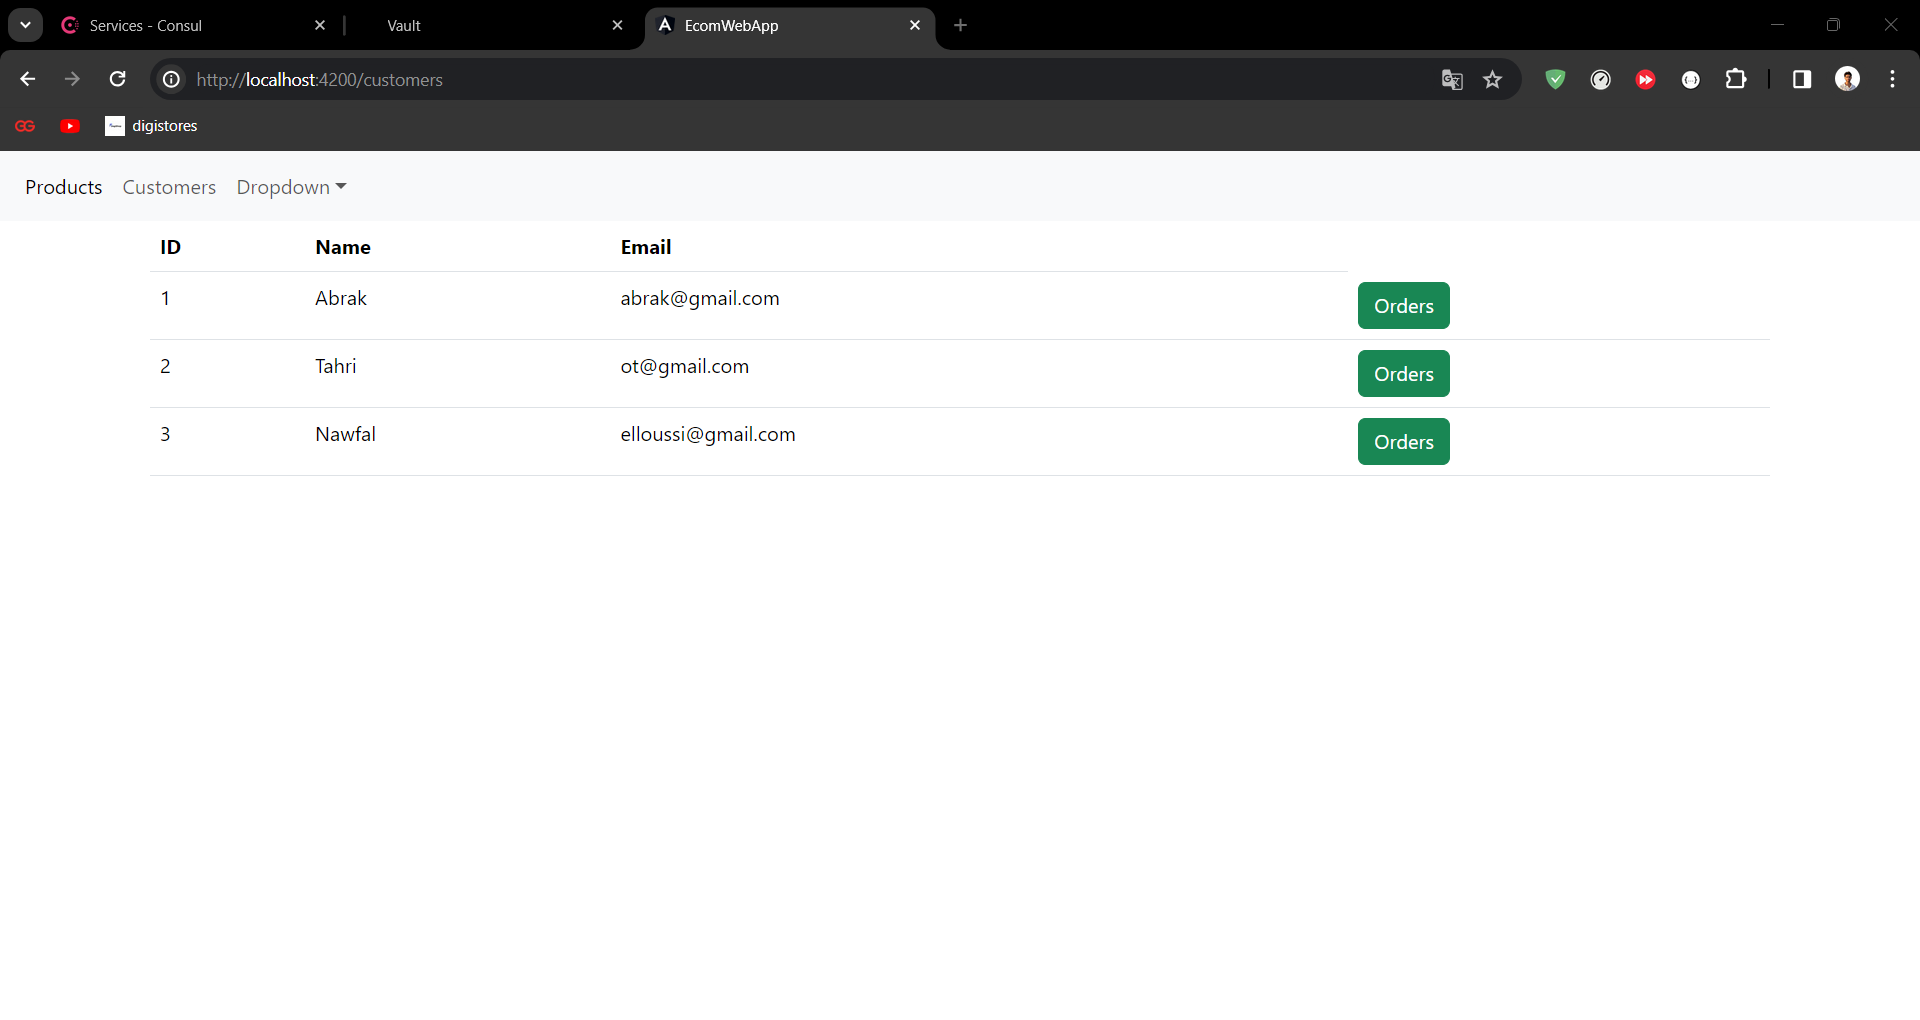 Services - Consul
Vault
EcomWebApp
http://localhost:4200/customers
digistores
Products Customers Dropdown
ID Name Email
1 Abrak abrak@gmail.com Orders
2 Tahri ot@gmail.com Orders
3 Nawfal elloussi@gmail.com Orders